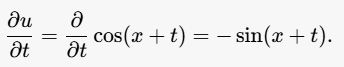 ∂u/∂t = ∂/∂t cos(x + t) = − sin(x + t).